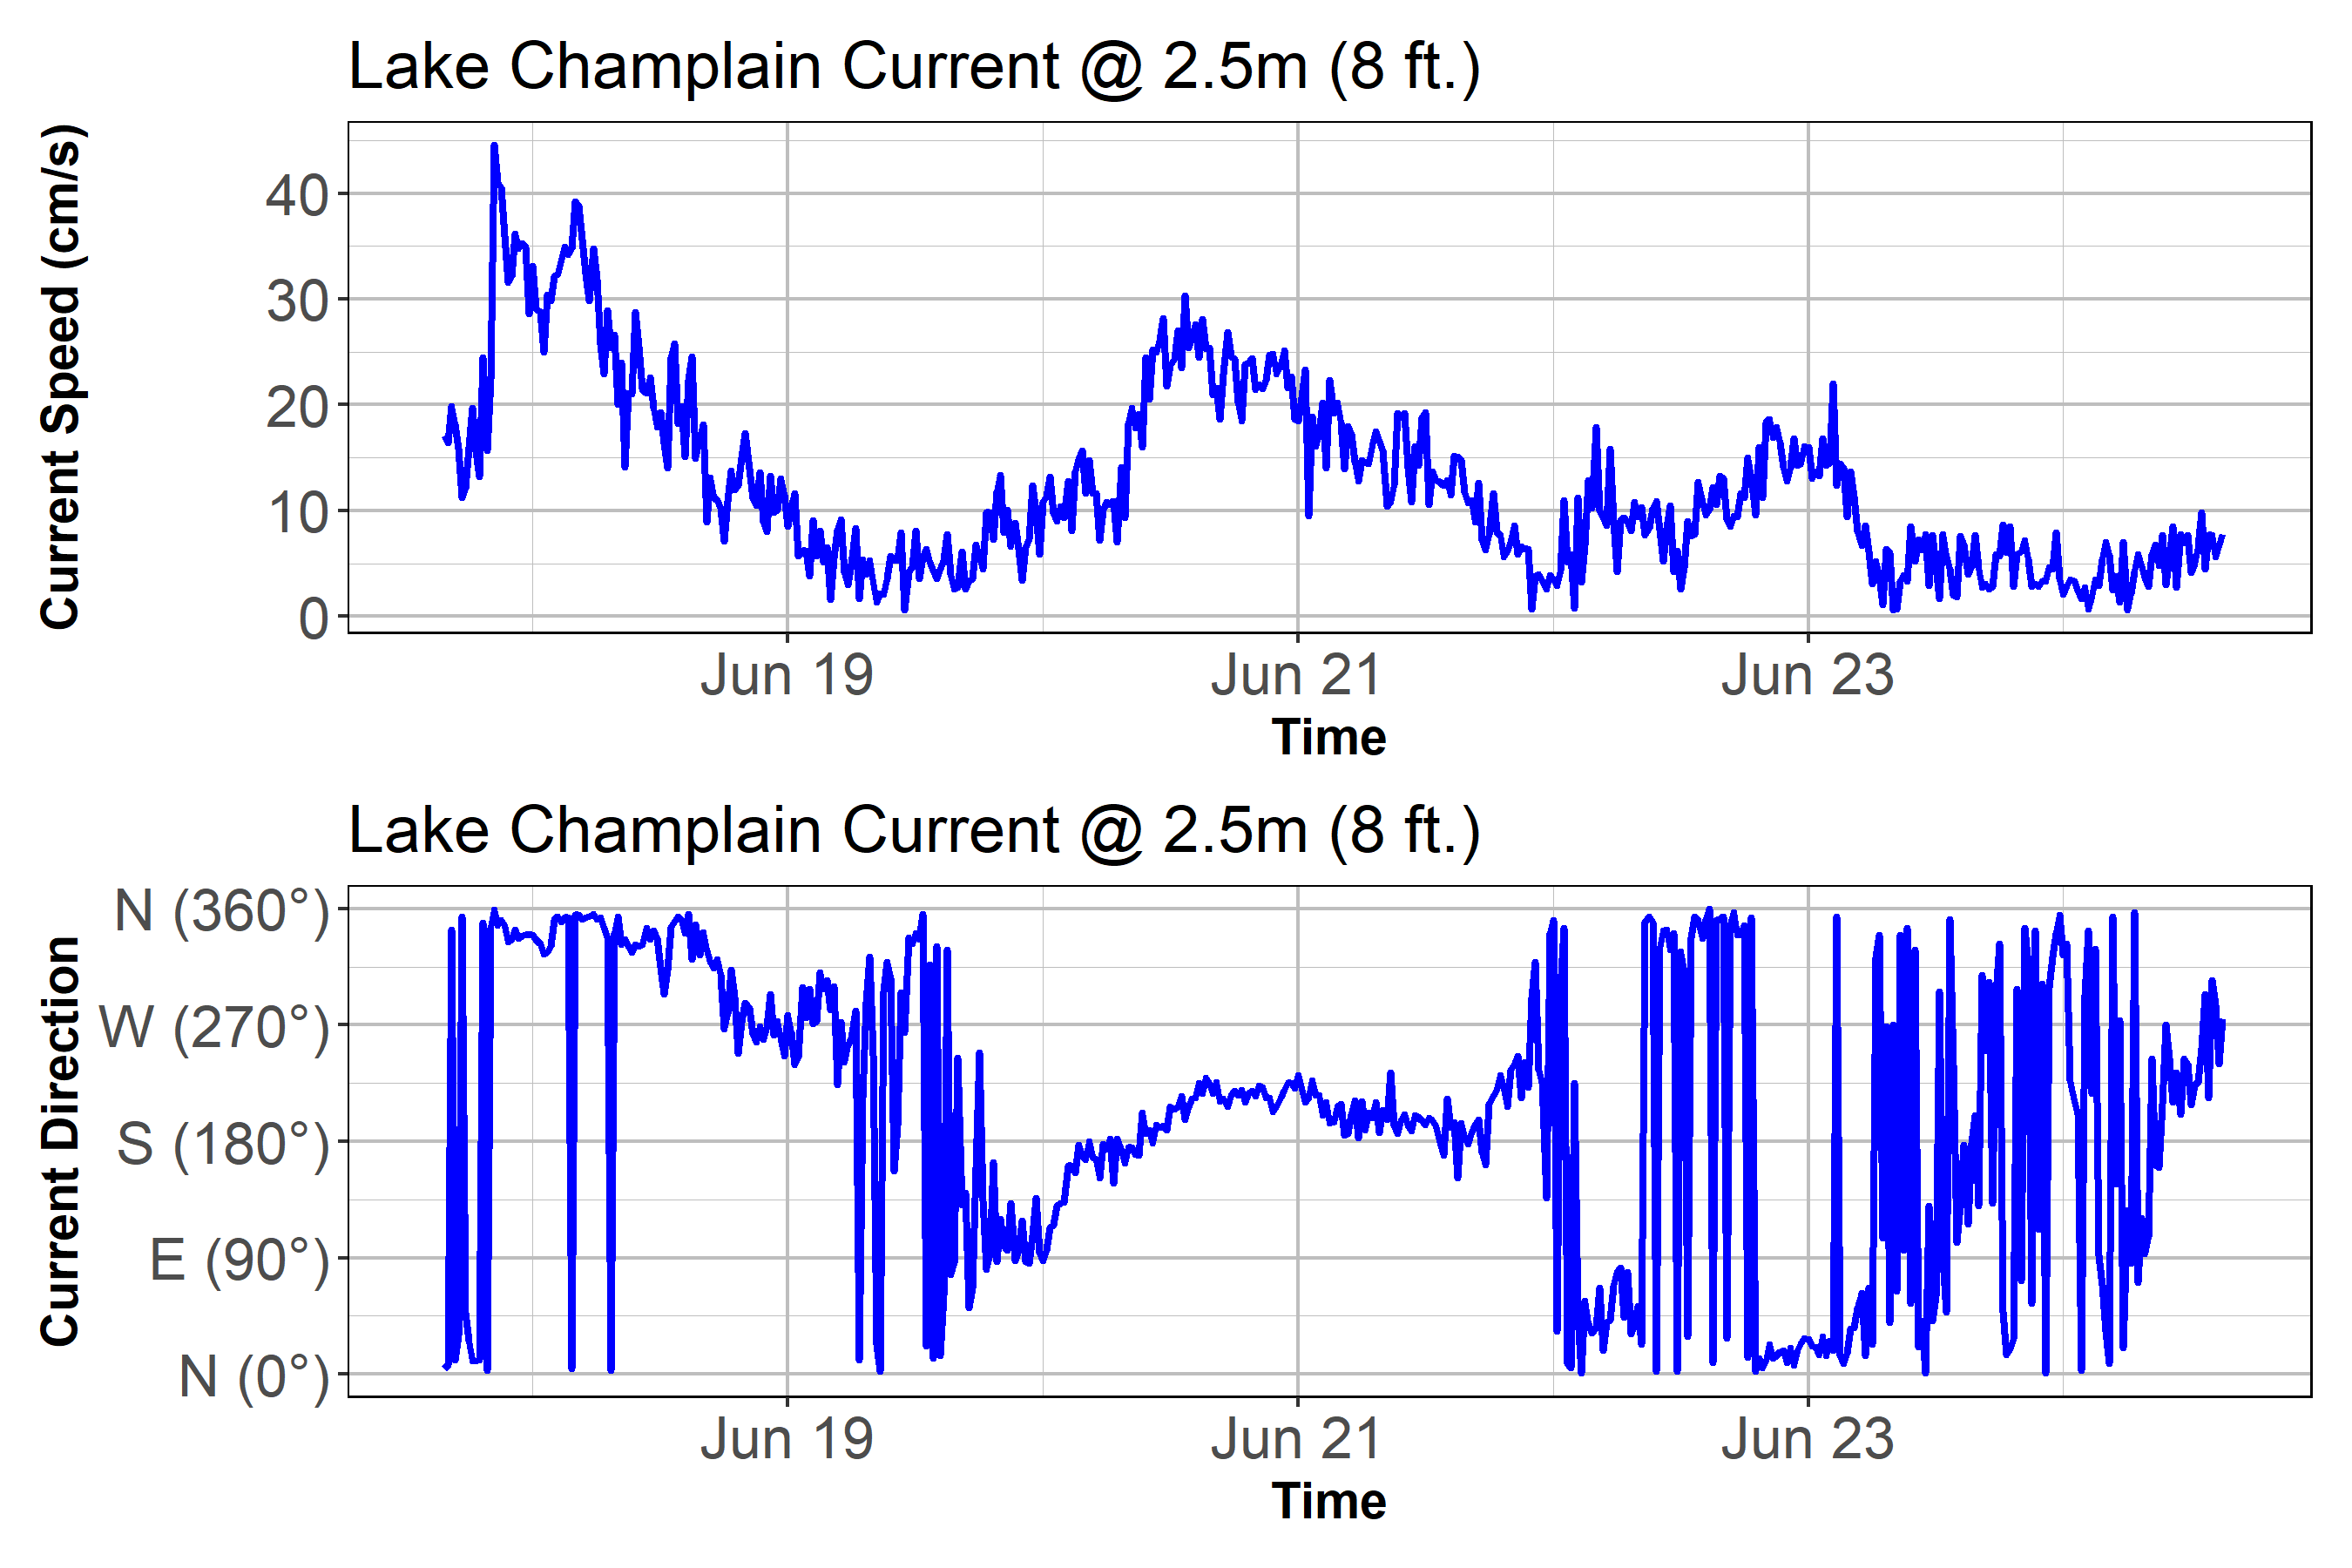 Lake Champlain Current @ 2.5m (8 ft.)
Current Speed (cm/s)
40
30
20
10
0
Jun 19 Jun 21 Jun 23
Time
Lake Champlain Current @ 2.5m (8 ft.)
Current Direction
N (360°)
W (270°)
S (180°)
E (90°)
N (0°)
Jun 19 Jun 21 Jun 23
Time